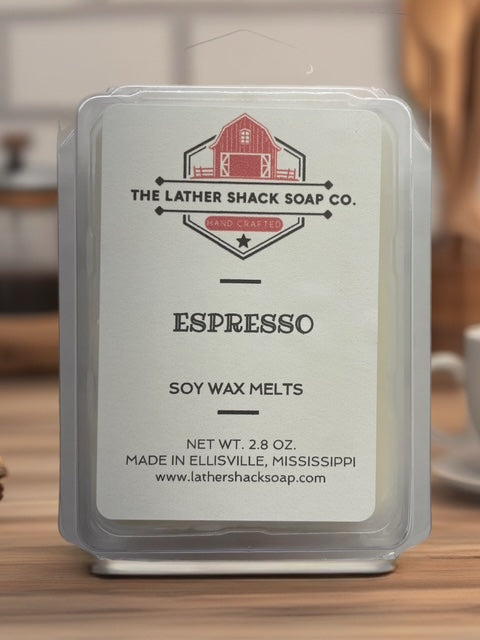 THE LATHER SHACK SOAP CO.
HAND CRAFTED
ESPRESSO
SOY WAX MELTS
NET WT. 2.8 OZ.
MADE IN ELLISVILLE, MISSISSIPPI
www.lathershacksoap.com